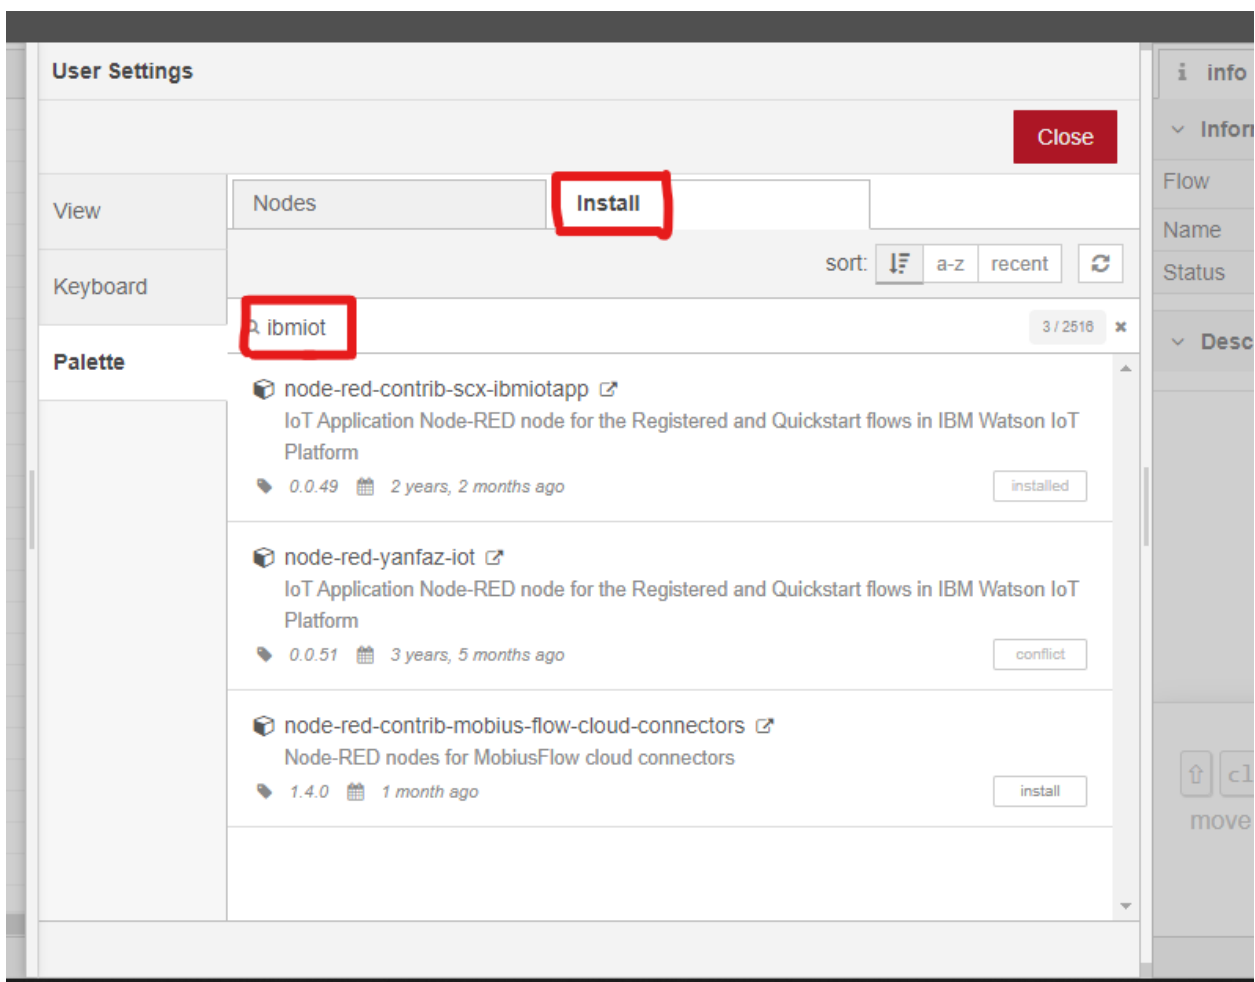 User Settings
Close
View
Keyboard
Palette
Nodes
Install
sort:
a-z
recent
ibmiot
3 / 2516
node-red-contrib-scx-ibmiotapp
IoT Application Node-RED node for the Registered and Quickstart flows in IBM Watson IoT
Platform
0.0.49
2 years, 2 months ago
installed
node-red-yanfaz-iot
IoT Application Node-RED node for the Registered and Quickstart flows in IBM Watson IoT
Platform
0.0.51
3 years, 5 months ago
conflict
node-red-contrib-mobius-flow-cloud-connectors
Node-RED nodes for MobiusFlow cloud connectors
1.4.0
1 month ago
install
info
Flow
Name
Status
move